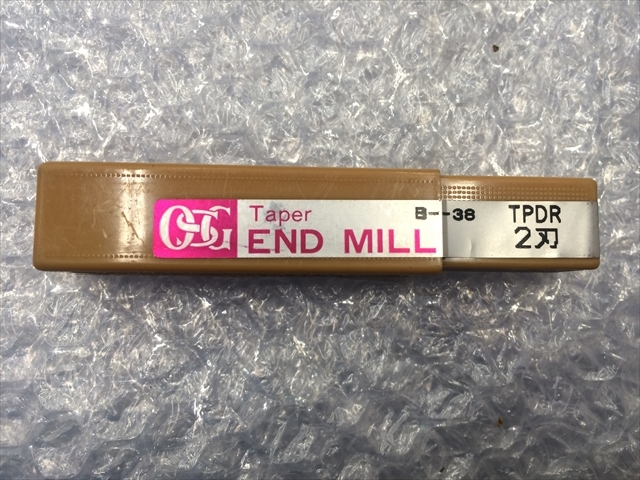 OSG Taper B--38 TPDR
END MILL 2刃